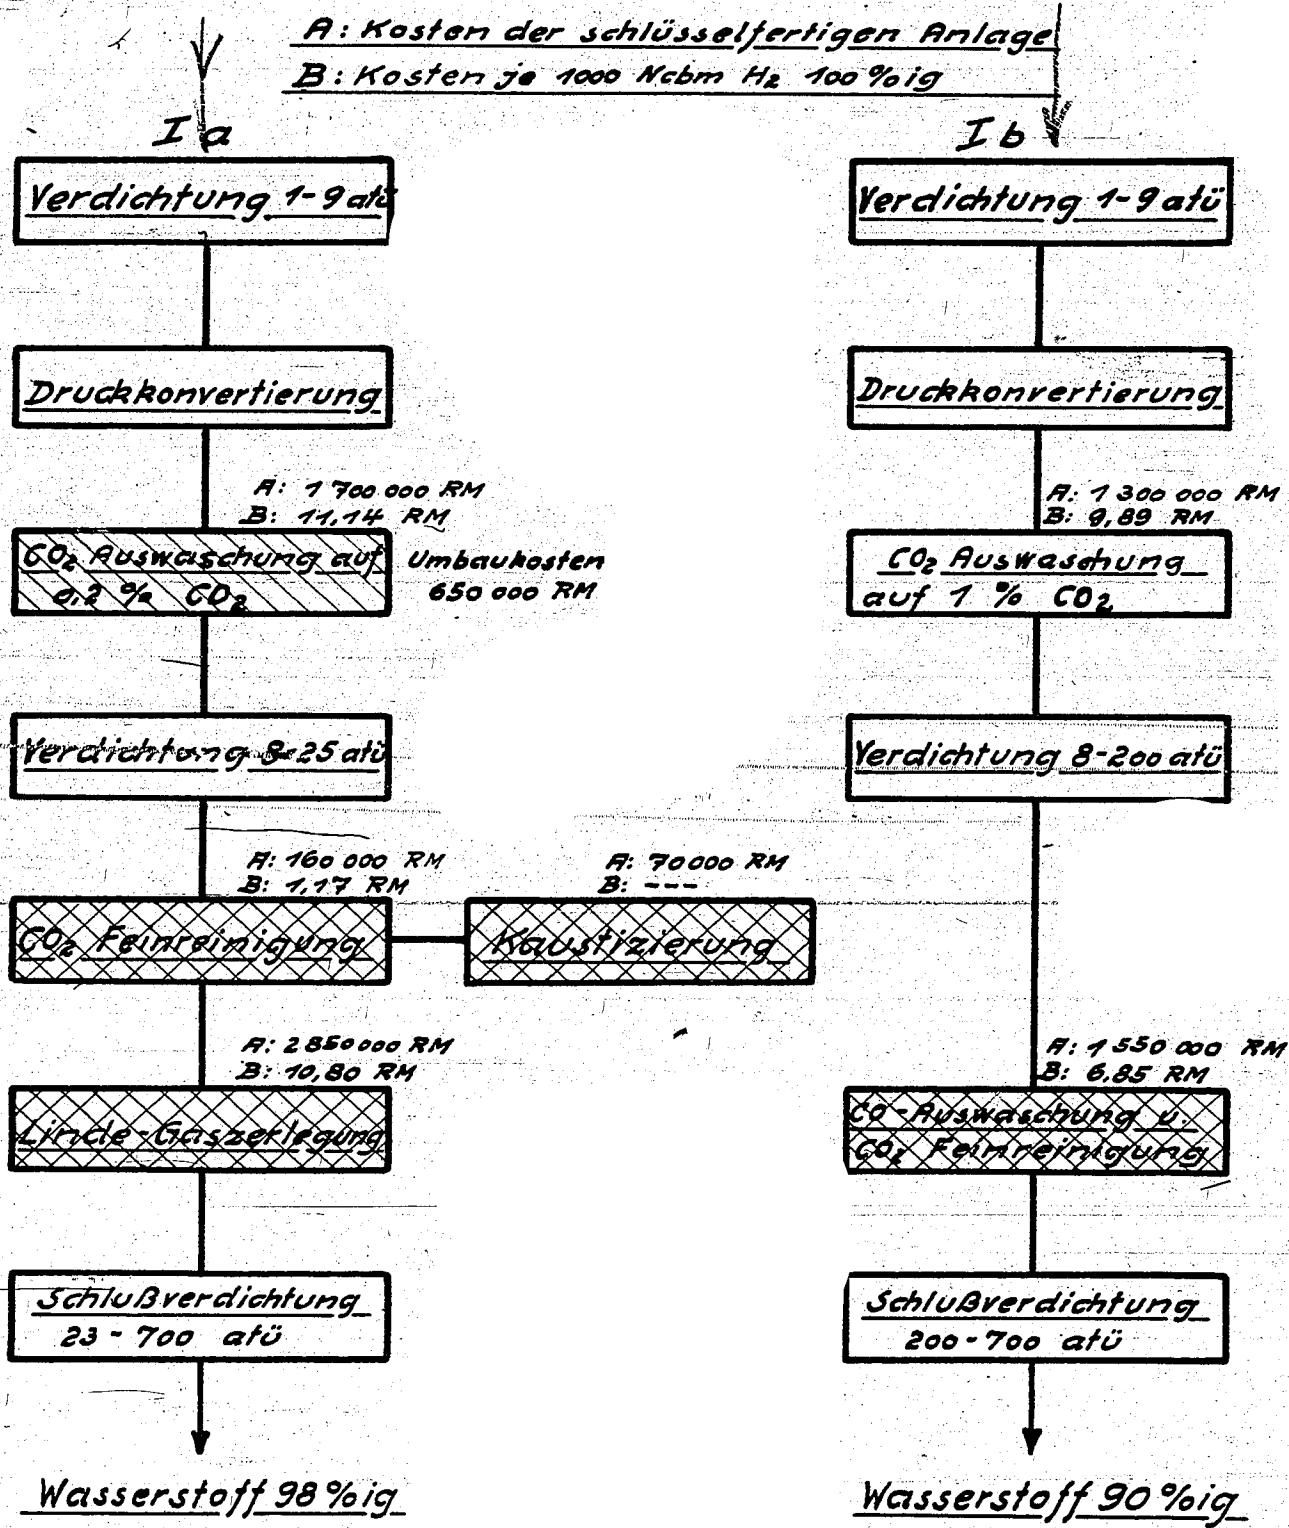 A: Kosten der schlüsselfertigen Anlage
B: Kosten je 1000 Ncbm H₂ 100 %ig
Ia
Verdichtung 1-9 atü
Druckkonvertierung
A: 1 700 000 RM
B: 11,14 RM
CO₂ Auswaschung auf
0,2 % CO₂
Umbaukosten
650 000 RM
Verdichtung 8-25 atü
A: 160 000 RM
B: 1,17 RM
CO₂ Feinreinigung
A: 70000 RM
B: ---
Kaustizierung
A: 2850000 RM
B: 10,80 RM
Linde-Gaszerlegung
Schlußverdichtung
23 - 700 atü
Wasserstoff 98 %ig
Ib
Verdichtung 1-9 atü
Druckkonvertierung
A: 1 300 000 RM
B: 9,89 RM
CO₂ Auswaschung
auf 1 % CO₂
Verdichtung 8-200 atü
A: 1 550 000 RM
B: 6,85 RM
CO-Auswaschung u.
CO₂ Feinreinigung
Schlußverdichtung
200-700 atü
Wasserstoff 90 %ig